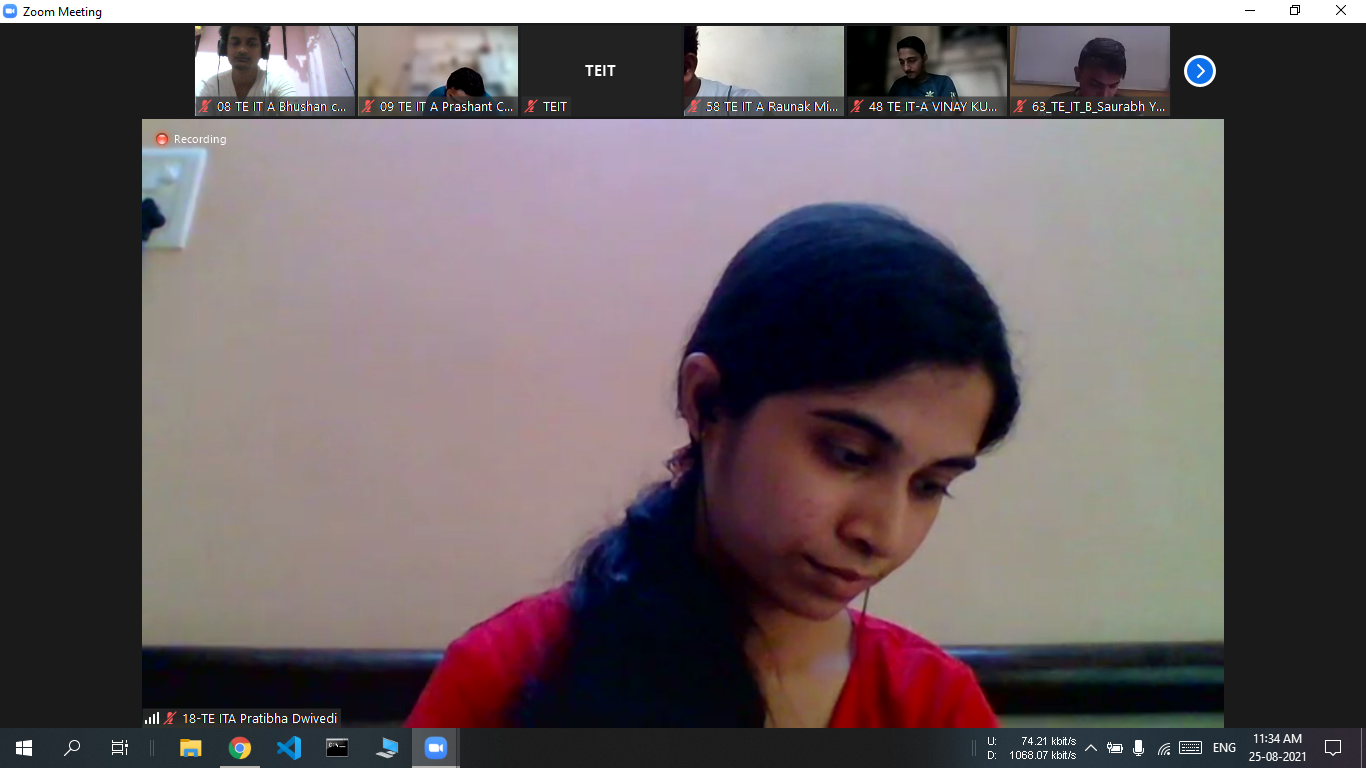 Zoom Meeting
08 TE IT A Bhushan c...
09 TE IT A Prashant C...
TEIT
TEIT
58 TE IT A Raunak Mi...
48 TE IT-A VINAY KU...
63_TE_IT_B_Saurabh Y...
Recording
18-TE ITA Pratibha Dwivedi
U: 74.21 kbit/s
D: 1068.07 kbit/s
ENG
11:34 AM
25-08-2021